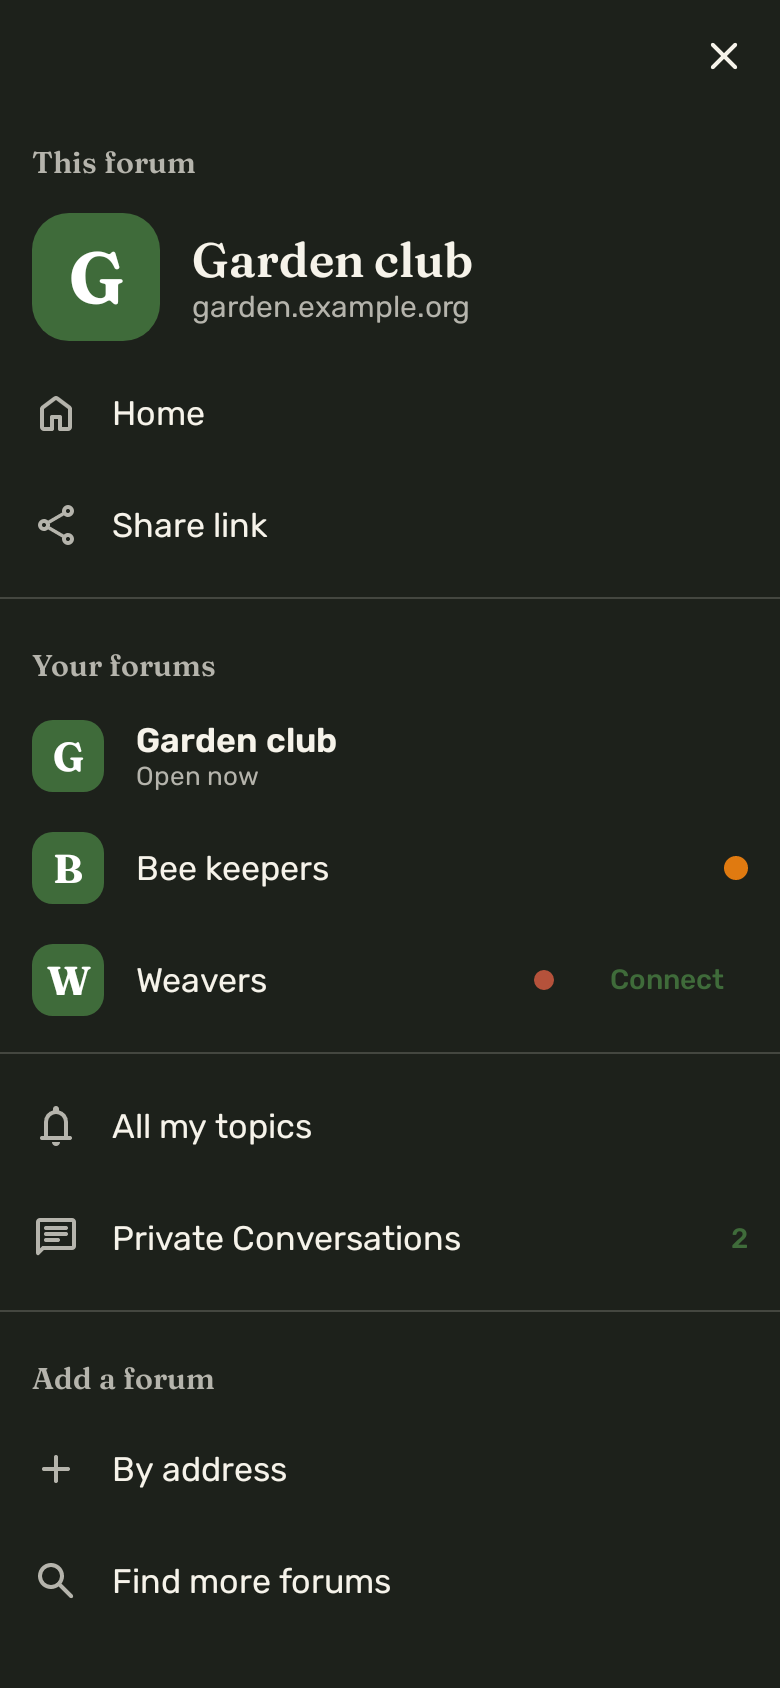 This forum
G
Garden club
garden.example.org
Home
Share link
Your forums
G
Garden club
Open now
B
Bee keepers
W
Weavers
Connect
All my topics
Private Conversations
2
Add a forum
By address
Find more forums